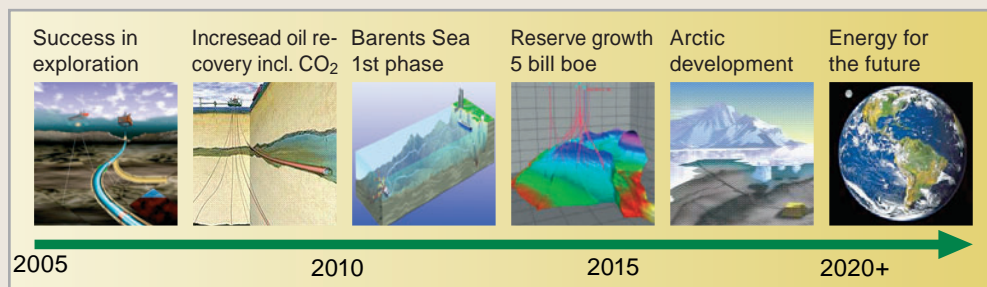 Success in
exploration
Incresead oil re-
covery incl. CO₂
Barents Sea
1st phase
Reserve growth
5 bill boe
Arctic
development
Energy for
the future
2005
2010
2015
2020+